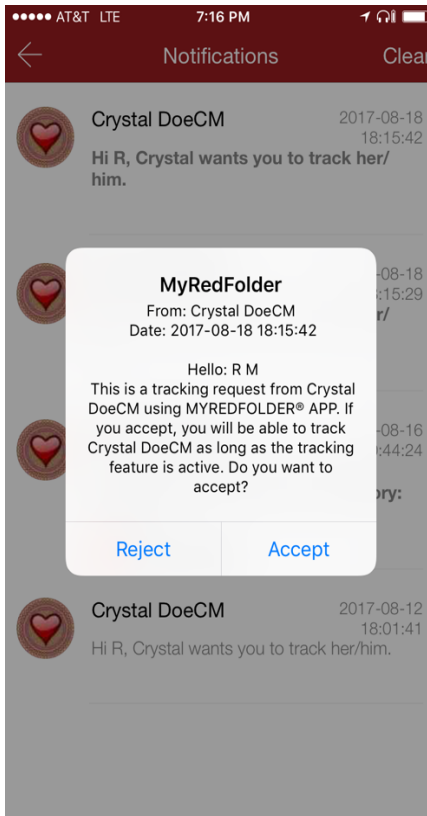 AT&T LTE 7:16 PM
Notifications Clear
Crystal DoeCM 2017-08-18
18:15:42
Hi R, Crystal wants you to track her/
him.
-08-18
:15:29
r/
MyRedFolder
From: Crystal DoeCM
Date: 2017-08-18 18:15:42
Hello: R M
This is a tracking request from Crystal
DoeCM using MYREDFOLDER® APP. If
you accept, you will be able to track
Crystal DoeCM as long as the tracking
feature is active. Do you want to
accept?
-08-16
:44:24
ory:
Reject Accept
Crystal DoeCM 2017-08-12
18:01:41
Hi R, Crystal wants you to track her/him.